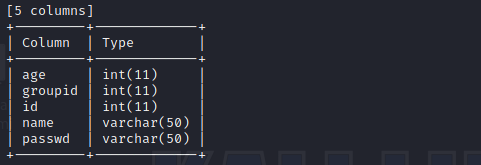 [5 columns]
+---------+-------------+
| Column  | Type        |
+---------+-------------+
| age     | int(11)     |
| groupid | int(11)     |
| id      | int(11)     |
| name    | varchar(50) |
| passwd  | varchar(50) |
+---------+-------------+